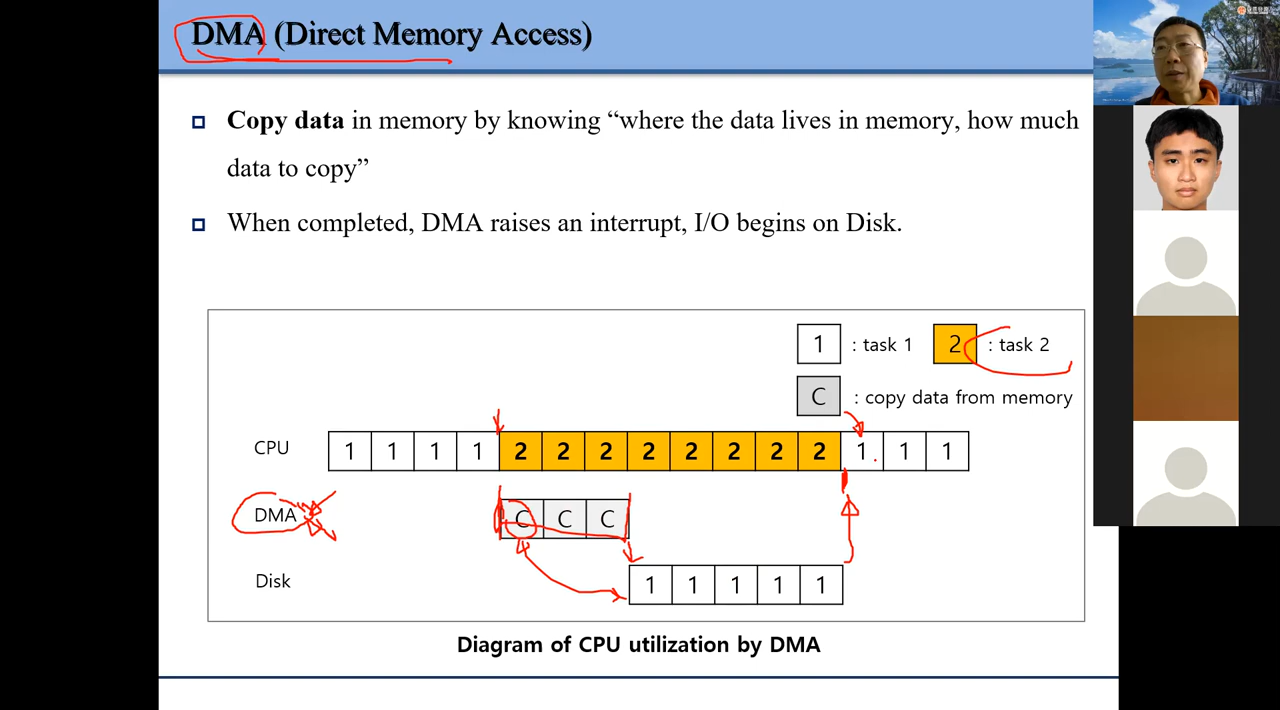 DMA (Direct Memory Access)
Copy data in memory by knowing “where the data lives in memory, how much
data to copy”
When completed, DMA raises an interrupt, I/O begins on Disk.
1 : task 1 2 : task 2
C : copy data from memory
CPU 1 1 1 1 2 2 2 2 2 2 2 2 1 1 1
DMA C C C
Disk 1 1 1 1 1
Diagram of CPU utilization by DMA